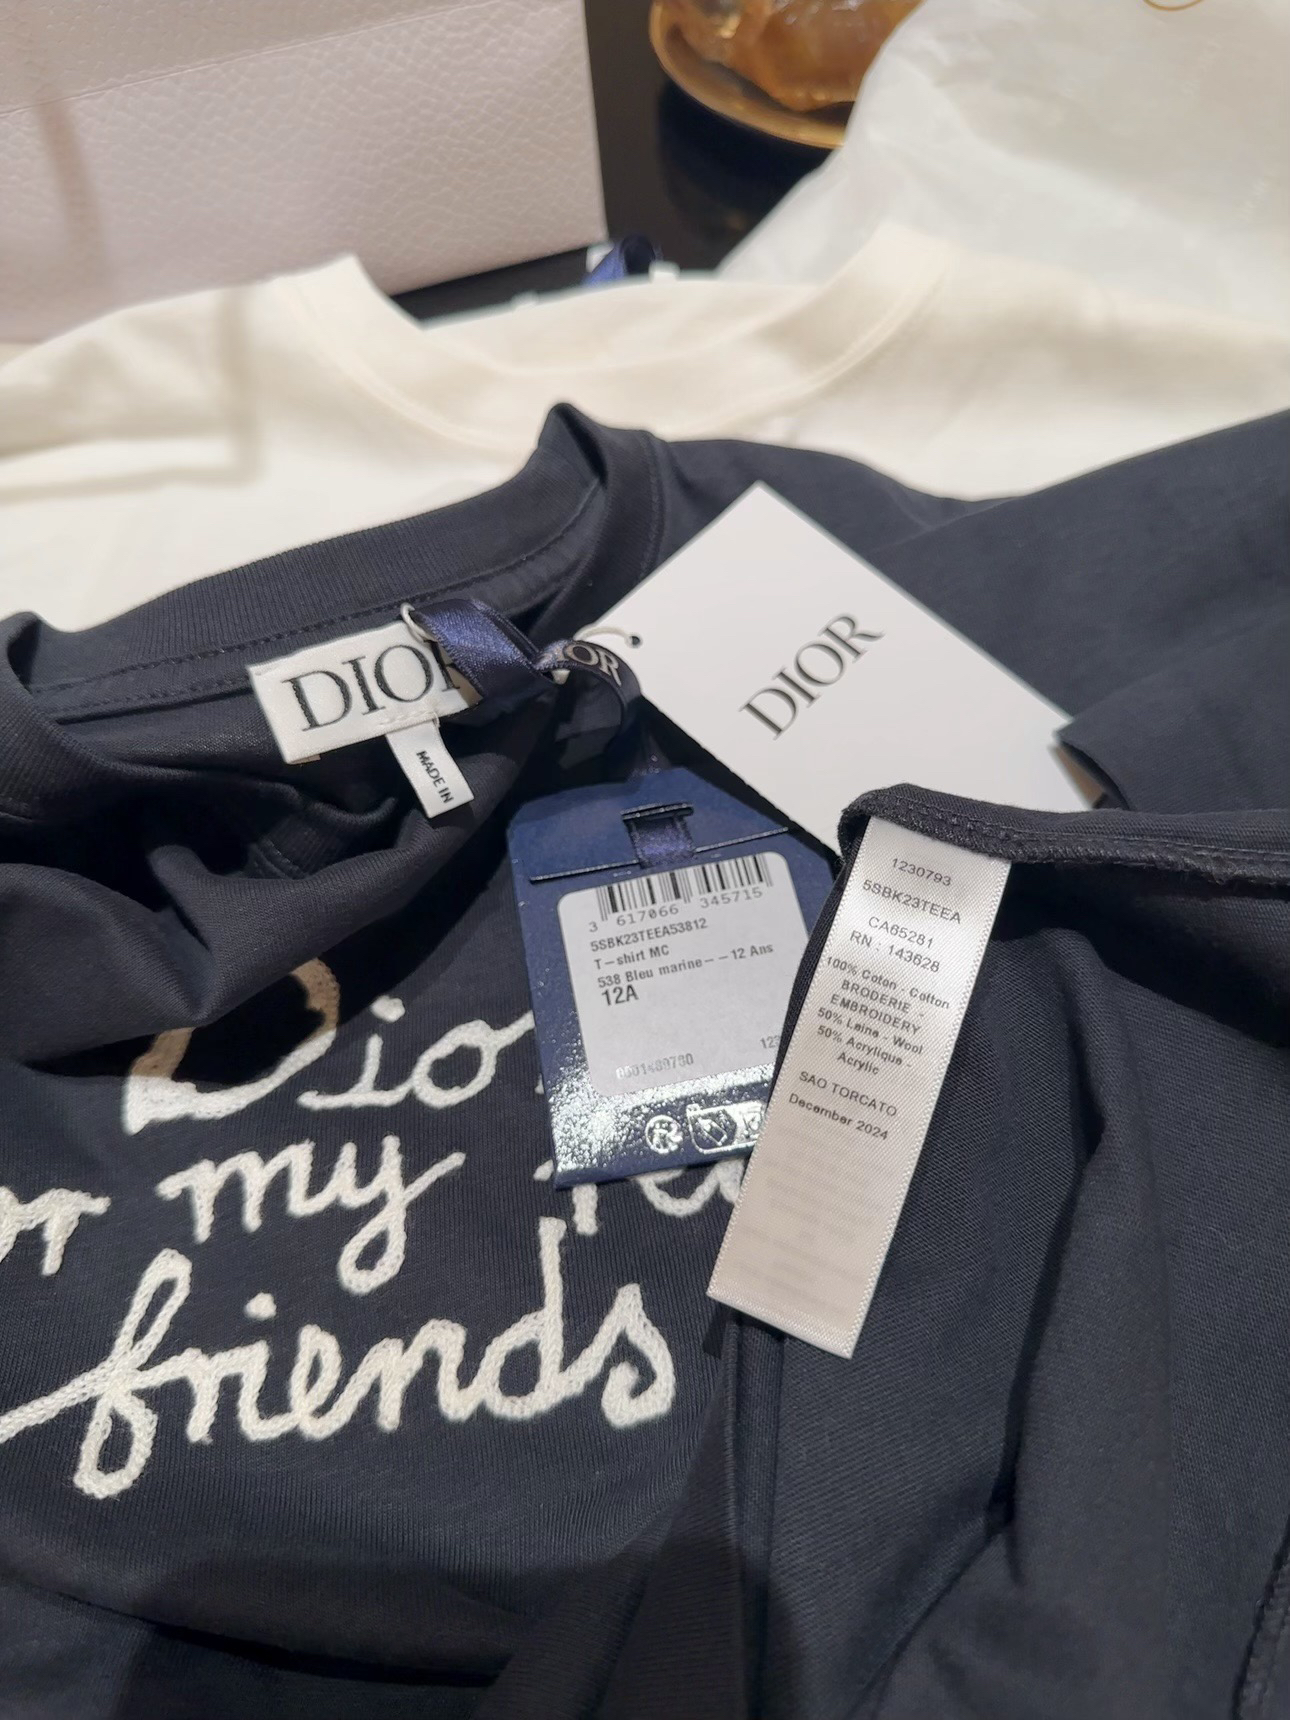 DIOR
MADE IN
DIOR
3 617066 345715
5SBK23TEEA53812
T-shirt MC
538 Bleu marine--12 Ans
12A
1230793
5SBK23TEEA
CA65281
RN : 143628
100% Coton - Cotton
BRODERIE -
EMBROIDERY
50% Laine - Wool
50% Acrylique -
Acrylic
SAO TORCATO
December 2024
Dior
my
friends